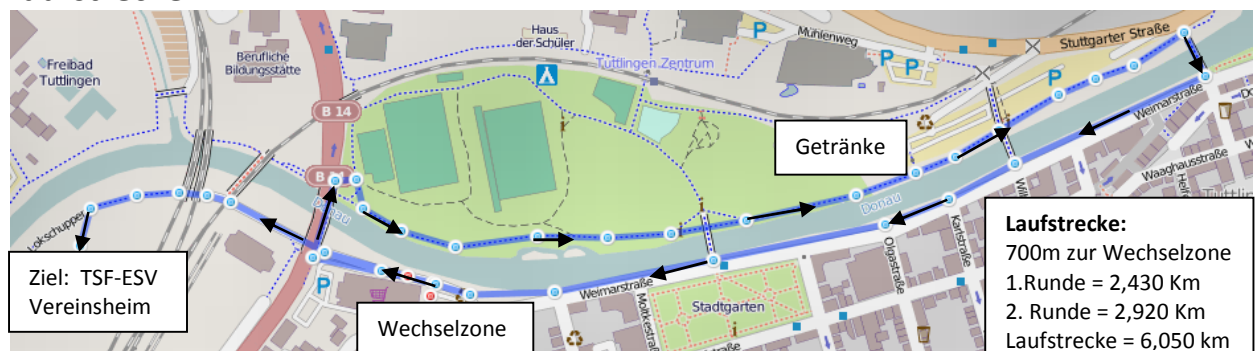 Freibad
Tuttlingen
Berufliche
Bildungsstätte
Haus
der Schüler
Mühlenweg
Tuttlingen Zentrum
P
P
P
P
Stuttgarter Straße
B 14
Getränke
Weimarstraße
Waaghausstraße
Donau
Donau
Lokschuppen
Ziel: TSF-ESV
Vereinsheim
P
Wechselzone
Weimarstraße
Moltkestraße
Stadtgarten
Olgastraße
Karlstraße
Laufstrecke:
700m zur Wechselzone
1.Runde = 2,430 Km
2. Runde = 2,920 Km
Laufstrecke = 6,050 km